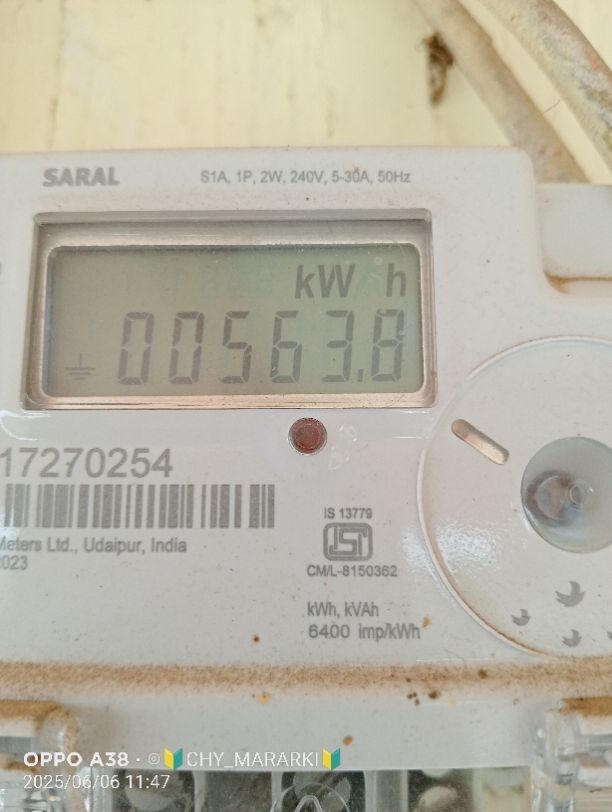 SARAL
S1A, 1P, 2W, 240V, 5-30A, 50Hz
kW h
00563.8
17270254
Meters Ltd., Udaipur, India
2023
IS 13779
ISI
CM/L-8150362
kWh, kVAh
6400 imp/kWh
OPPO A38 · ©🔰CHY_MARARKI🔰
2025/06/06 11:47